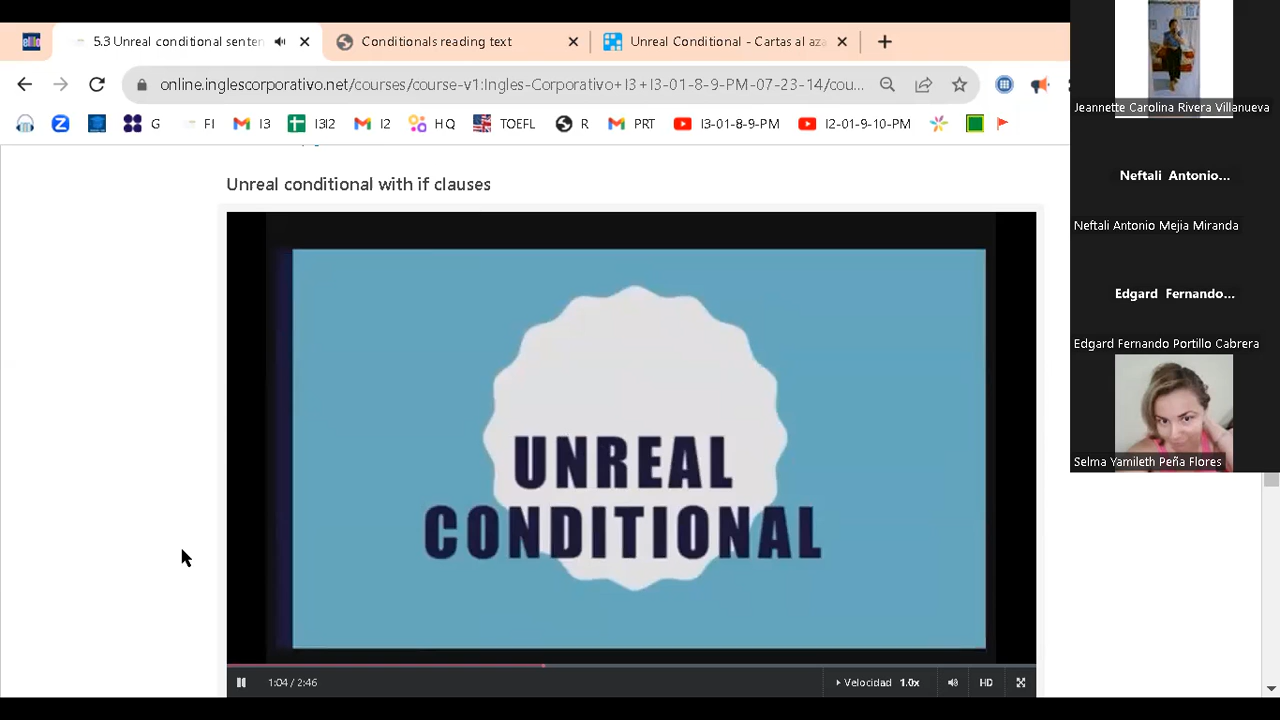 5.3 Unreal conditional senten
Conditionals reading text
Unreal Conditional - Cartas al aza
online.inglescorporativo.net/courses/course-v1:Ingles-Corporativo+I3+I3-01-8-9-PM-07-23-14/cou...
G FI I3 I3I2 I2 HQ TOEFL R PRT I3-01-8-9-PM I2-01-9-10-PM
Unreal conditional with if clauses
UNREAL
CONDITIONAL
1:04 / 2:46 Velocidad 1.0x HD
Jeannette Carolina Rivera Villanueva
Neftali Antonio...
Neftali Antonio Mejia Miranda
Edgard Fernando...
Edgard Fernando Portillo Cabrera
Selma Yamileth Peña Flores